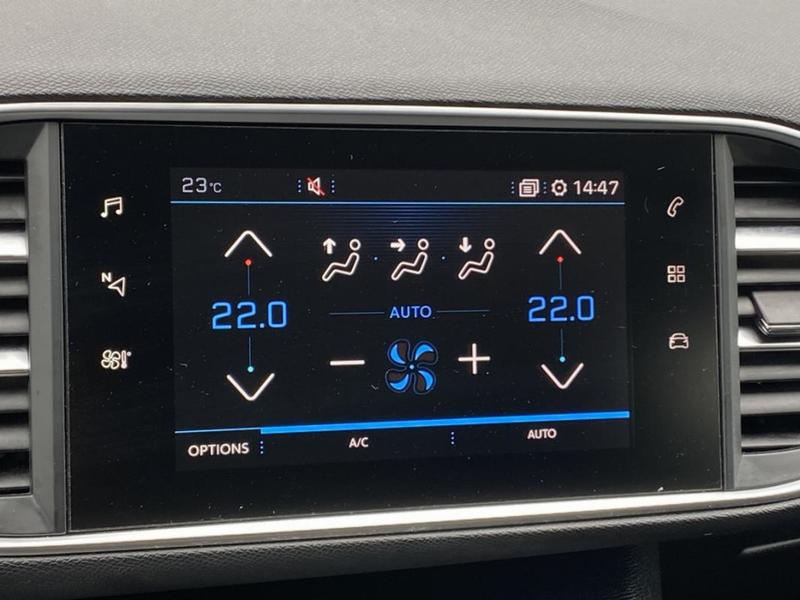 23°C 14:47
N
22.0 22.0
AUTO
OPTIONS A/C AUTO